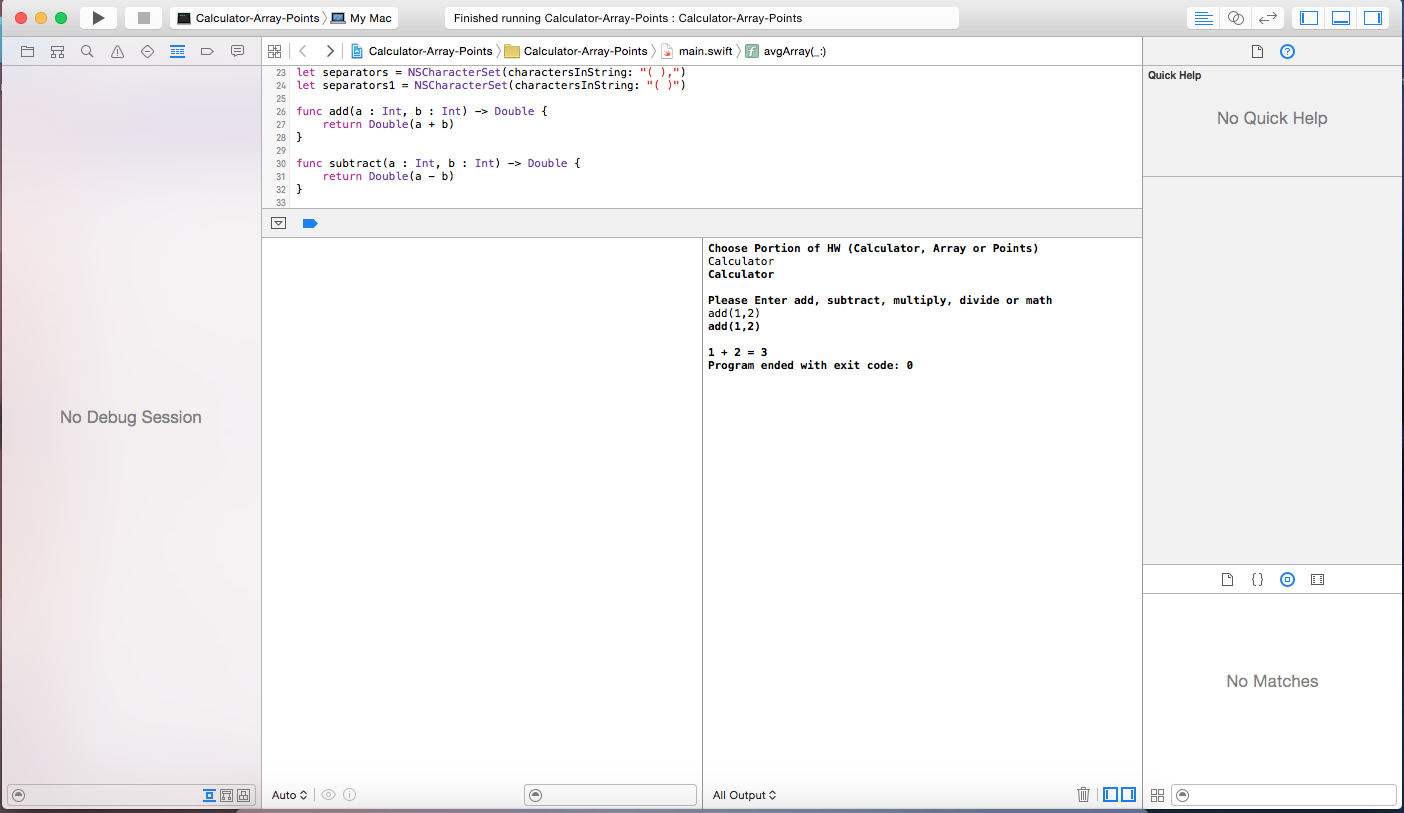 Calculator-Array-Points My Mac
Finished running Calculator-Array-Points : Calculator-Array-Points
Calculator-Array-Points Calculator-Array-Points main.swift avgArray(_:)
23 let separators = NSCharacterSet(charactersInString: "( ),")
24 let separators1 = NSCharacterSet(charactersInString: "( )")
25
26 func add(a : Int, b : Int) -> Double {
27 return Double(a + b)
28 }
29
30 func subtract(a : Int, b : Int) -> Double {
31 return Double(a - b)
32 }
33
Quick Help
No Quick Help
No Debug Session
Choose Portion of HW (Calculator, Array or Points)
Calculator
Calculator
Please Enter add, subtract, multiply, divide or math
add(1,2)
add(1,2)
1 + 2 = 3
Program ended with exit code: 0
No Matches
Auto
All Output